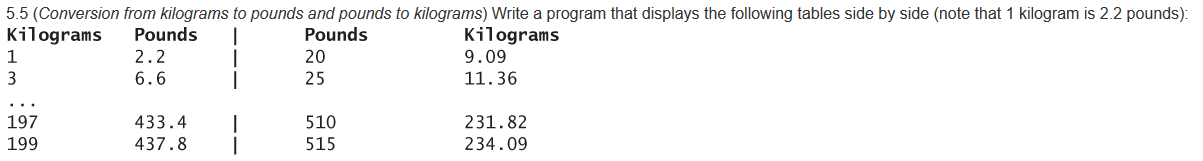 5.5 (Conversion from kilograms to pounds and pounds to kilograms) Write a program that displays the following tables side by side (note that 1 kilogram is 2.2 pounds):
Kilograms Pounds | Pounds Kilograms
1 2.2 | 20 9.09
3 6.6 | 25 11.36
...
197 433.4 | 510 231.82
199 437.8 | 515 234.09